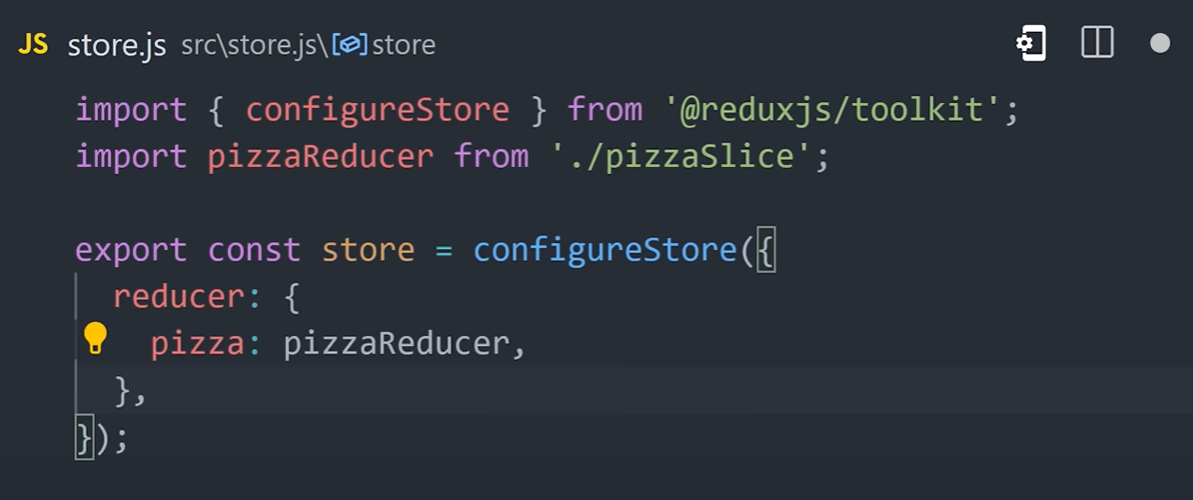 JS store.js src\store.js\store
import { configureStore } from '@reduxjs/toolkit';
import pizzaReducer from './pizzaSlice';
export const store = configureStore({
  reducer: {
    pizza: pizzaReducer,
  },
});